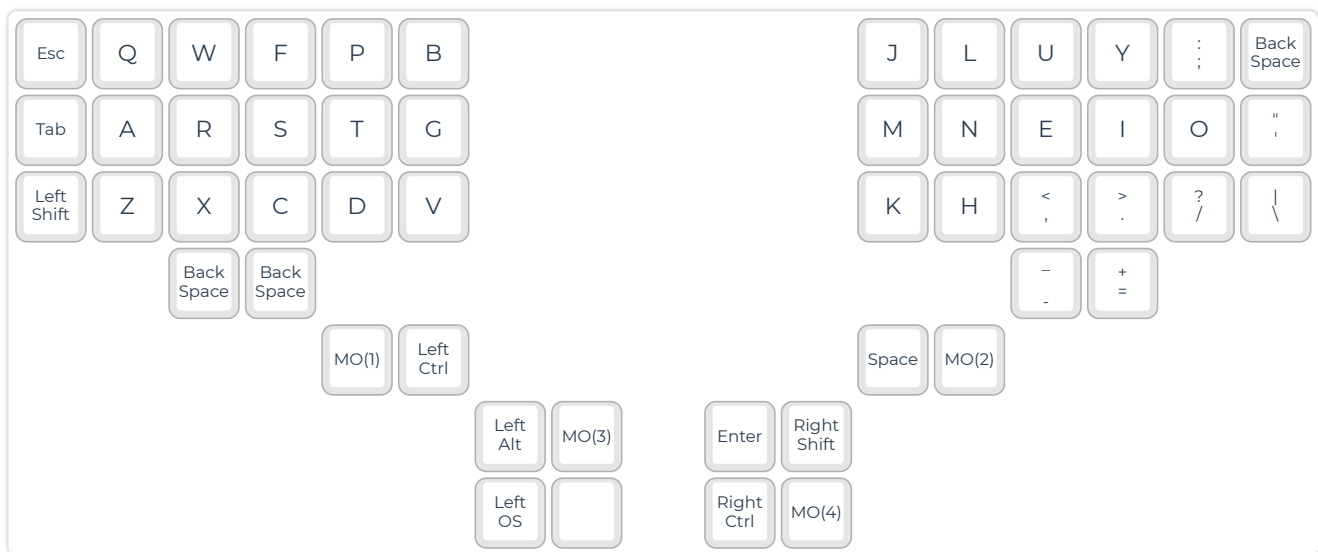 Esc Q W F P B J L U Y : Back
; Space
Tab A R S T G M N E I O "
'
Left Z X C D V K H < > ? |
Shift , . / \
Back Back _ +
Space Space - =
MO(1) Left Space MO(2)
Ctrl
Left MO(3) Enter Right
Alt Shift
Left Right MO(4)
OS Ctrl